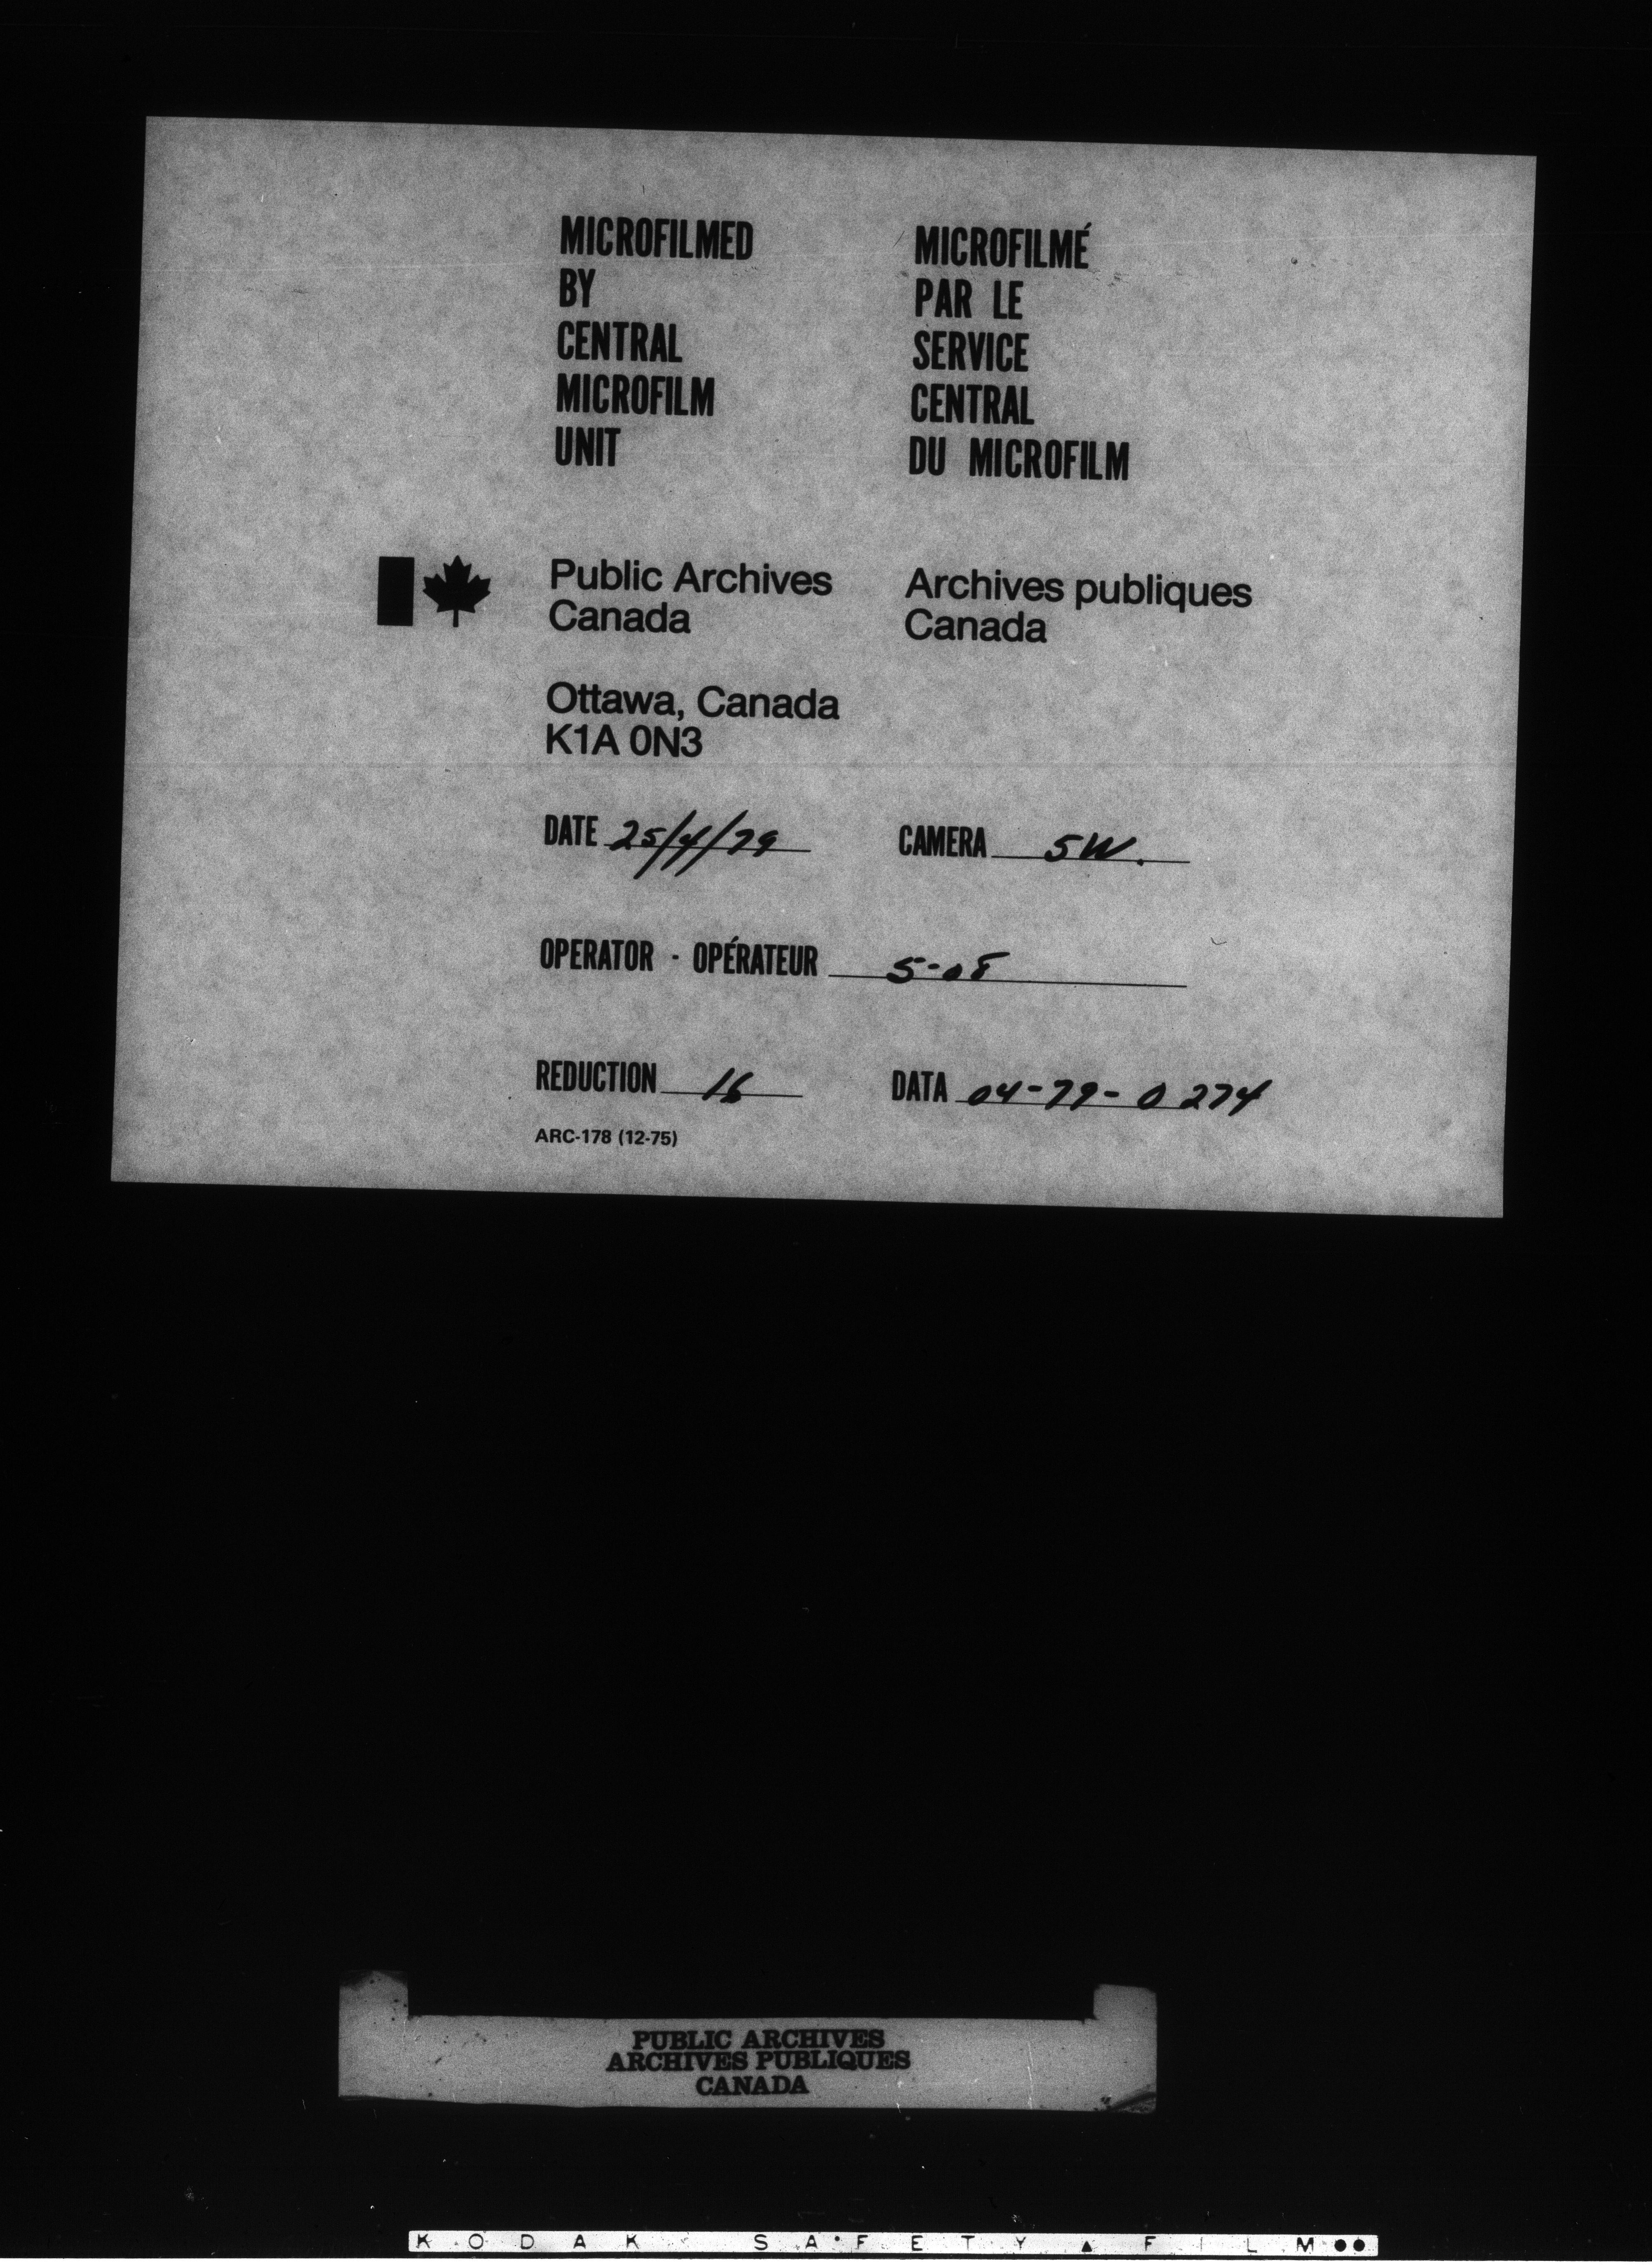 MICROFILMED
BY
CENTRAL
MICROFILM
UNIT
MICROFILMÉ
PAR LE
SERVICE
CENTRAL
DU MICROFILM
Public Archives
Canada
Archives publiques
Canada
Ottawa, Canada
K1A 0N3
DATE 25/4/79 CAMERA 5W.
OPERATOR - OPÉRATEUR 5-08
REDUCTION 16 DATA 04-79-0274
ARC-178 (12-75)
PUBLIC ARCHIVES
ARCHIVES PUBLIQUES
CANADA
KODAK SAFETY FILM